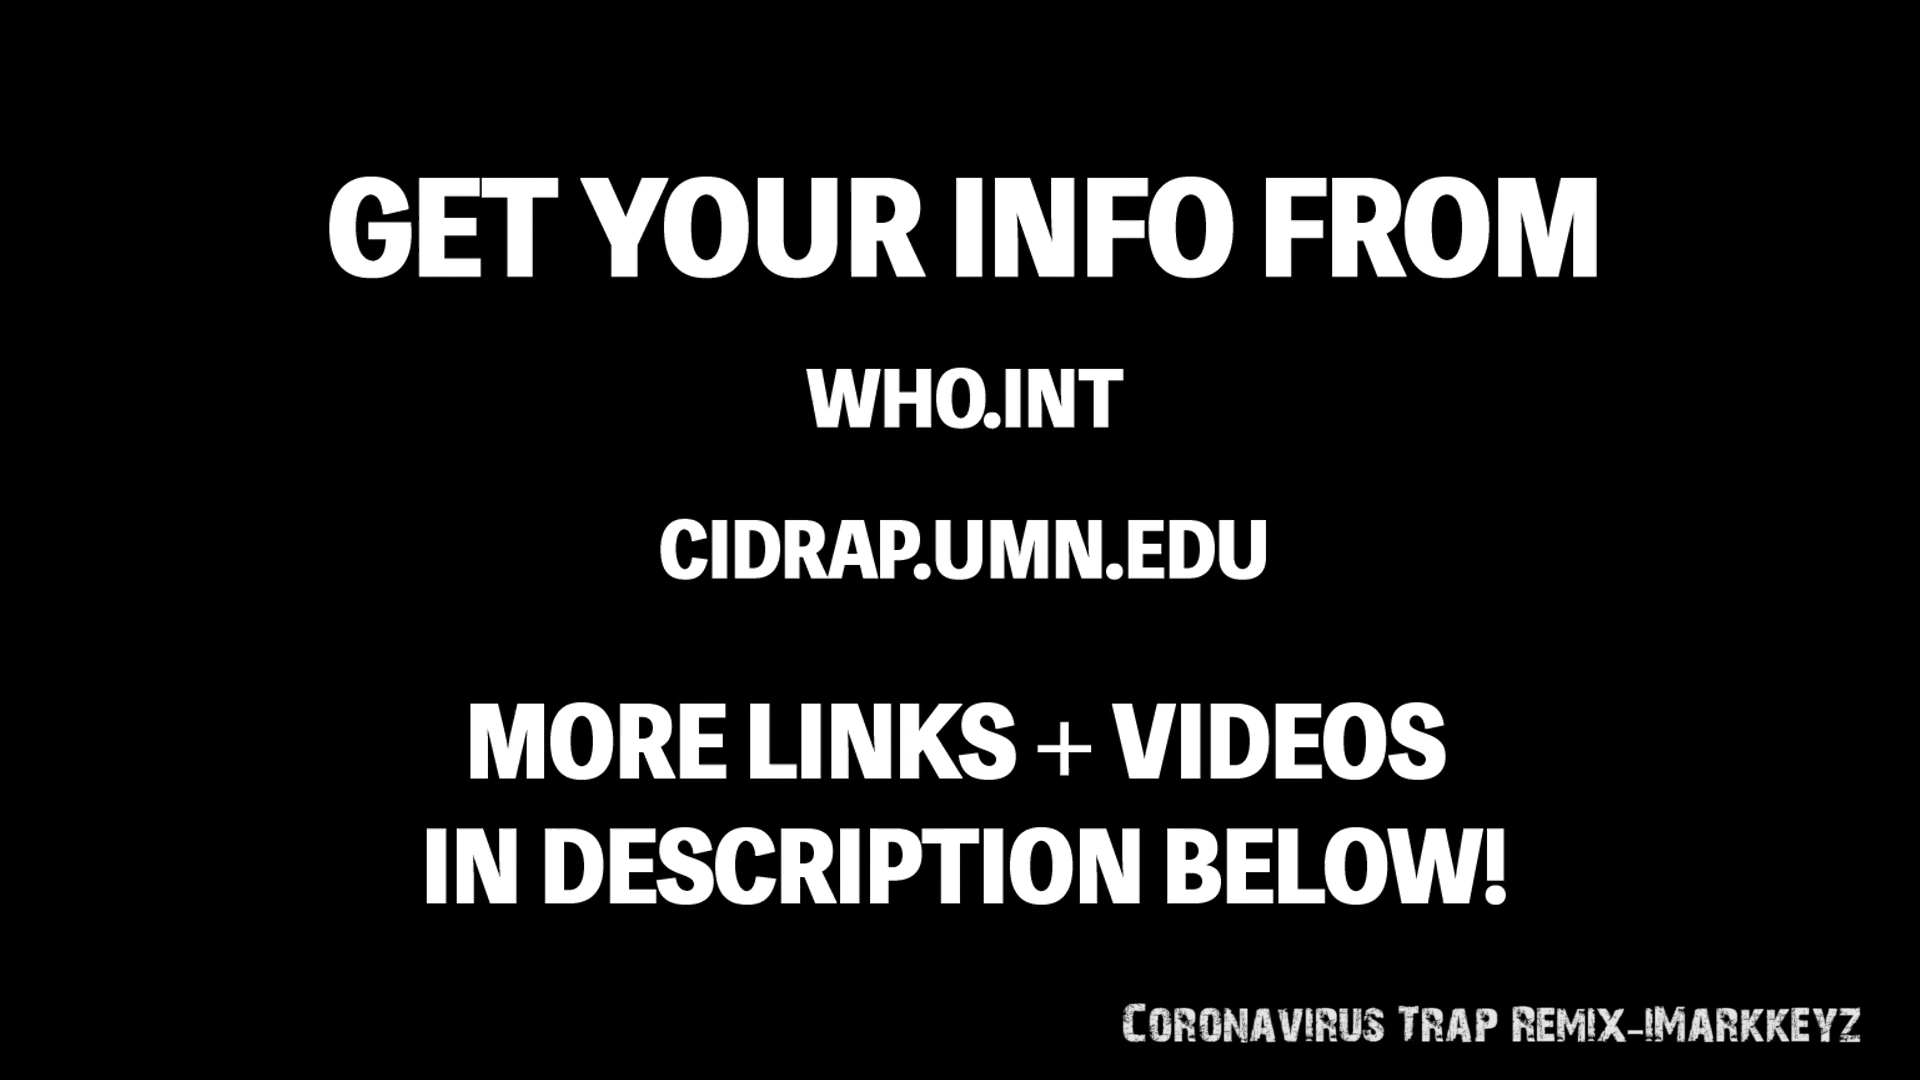 GET YOUR INFO FROM
WHO.INT
CIDRAP.UMN.EDU
MORE LINKS + VIDEOS
IN DESCRIPTION BELOW!
CORONAVIRUS TRAP REMIX-IMARKKEYZ